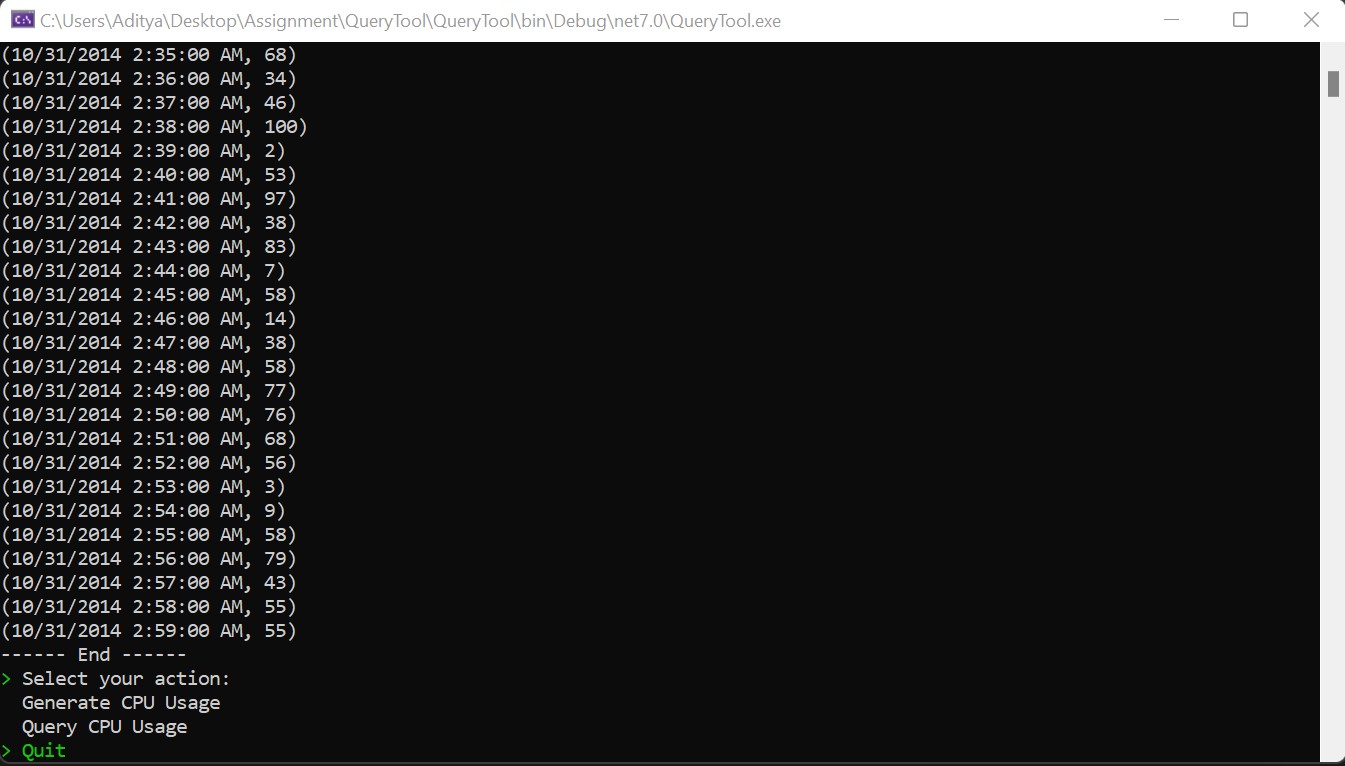 C:\Users\Aditya\Desktop\Assignment\QueryTool\QueryTool\bin\Debug\net7.0\QueryTool.exe
(10/31/2014 2:35:00 AM, 68)
(10/31/2014 2:36:00 AM, 34)
(10/31/2014 2:37:00 AM, 46)
(10/31/2014 2:38:00 AM, 100)
(10/31/2014 2:39:00 AM, 2)
(10/31/2014 2:40:00 AM, 53)
(10/31/2014 2:41:00 AM, 97)
(10/31/2014 2:42:00 AM, 38)
(10/31/2014 2:43:00 AM, 83)
(10/31/2014 2:44:00 AM, 7)
(10/31/2014 2:45:00 AM, 58)
(10/31/2014 2:46:00 AM, 14)
(10/31/2014 2:47:00 AM, 38)
(10/31/2014 2:48:00 AM, 58)
(10/31/2014 2:49:00 AM, 77)
(10/31/2014 2:50:00 AM, 76)
(10/31/2014 2:51:00 AM, 68)
(10/31/2014 2:52:00 AM, 56)
(10/31/2014 2:53:00 AM, 3)
(10/31/2014 2:54:00 AM, 9)
(10/31/2014 2:55:00 AM, 58)
(10/31/2014 2:56:00 AM, 79)
(10/31/2014 2:57:00 AM, 43)
(10/31/2014 2:58:00 AM, 55)
(10/31/2014 2:59:00 AM, 55)
------ End ------
> Select your action:
  Generate CPU Usage
  Query CPU Usage
> Quit